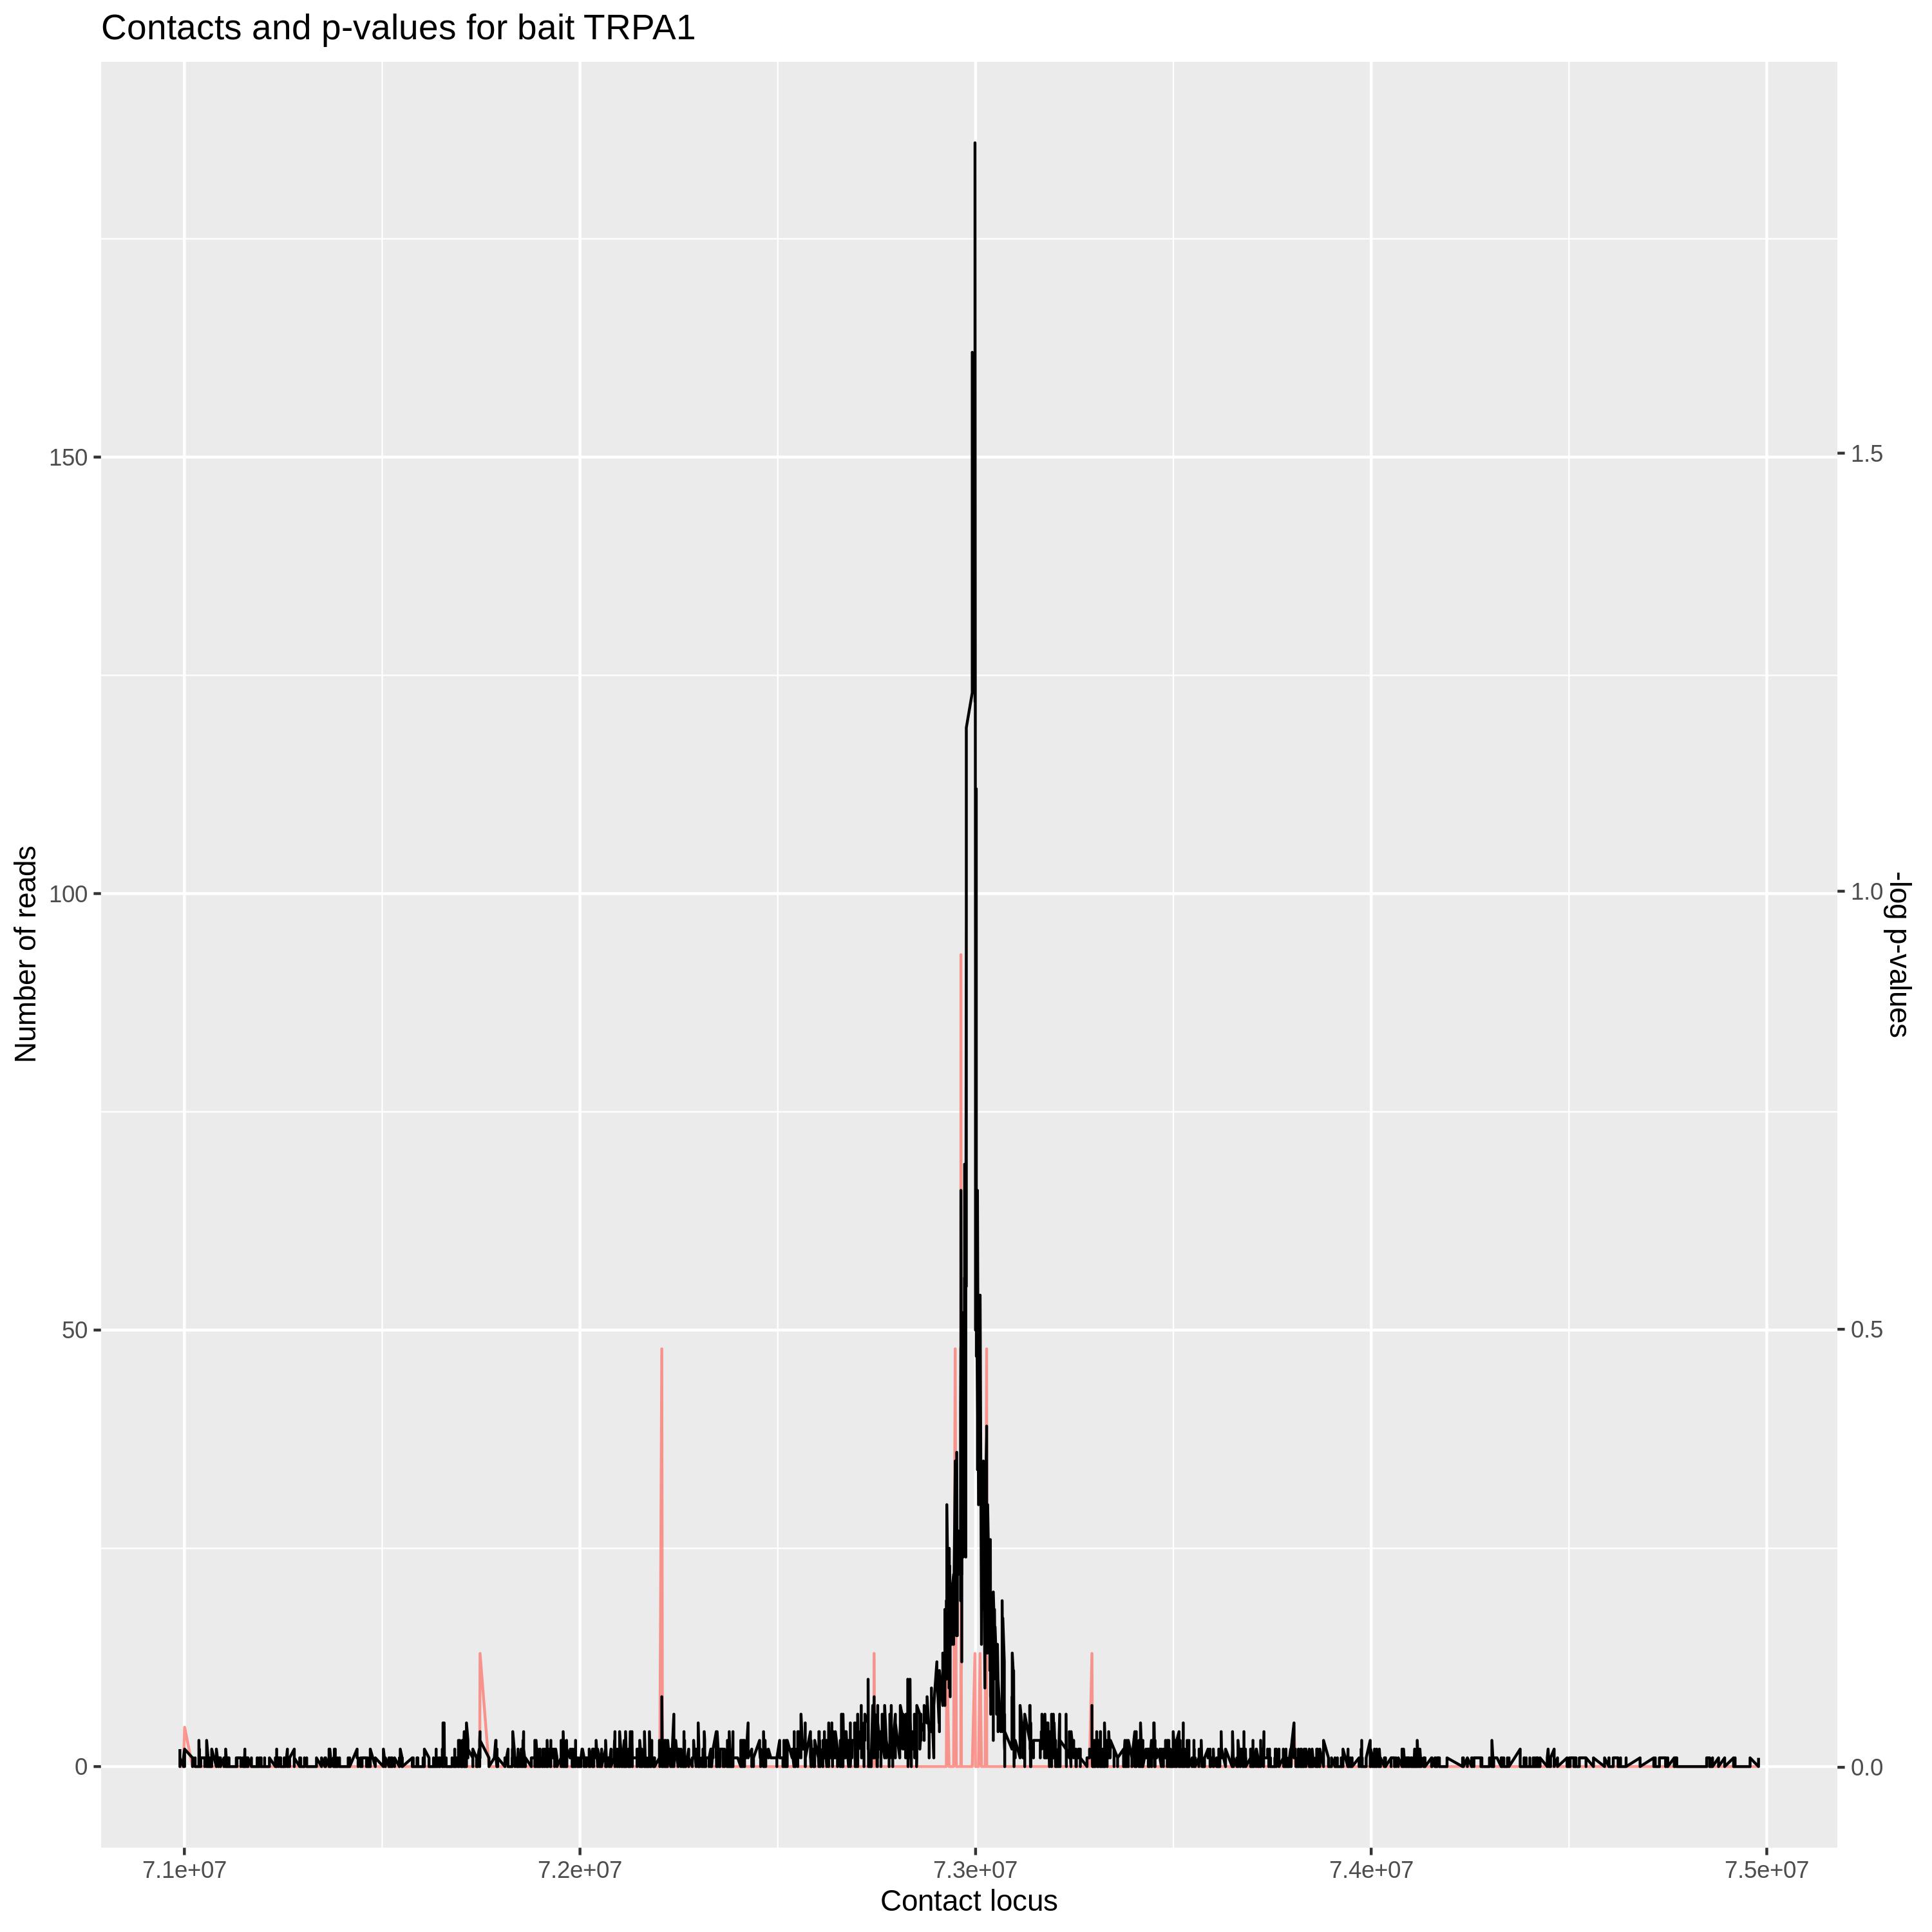 Contacts and p-values for bait TRPA1
Number of reads
150
100
50
0
1.5
1.0
0.5
0.0
-log p-values
7.1e+07 7.2e+07 7.3e+07 7.4e+07 7.5e+07
Contact locus